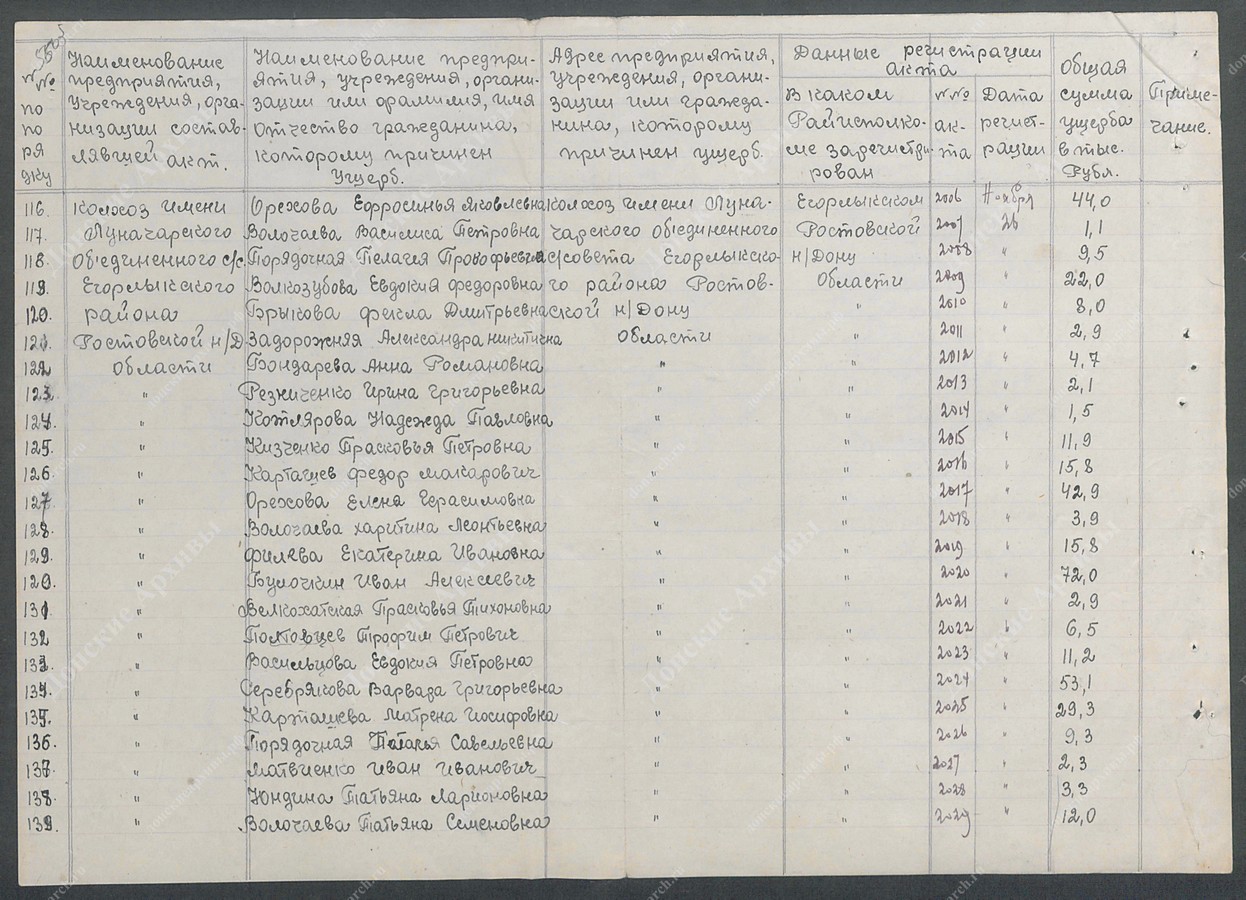 Наименование предприятия, учреждения, организации составлявшей акт.
Наименование предприятия, учреждения, организации или фамилия, имя отчество гражданина, которому причинен ущерб.
Адрес предприятия, учреждения, организации или гражданина, которому причинен ущерб.
Данные регистрации акта
№№ по порядку
В каком Райисполкоме зарегистрирован
№№ акта
Дата регистрации
Общая сумма ущерба в тыс. Рубл.
Примечание.
116. колхоз имени Орехова Ефросинья Яковлевна колхоз имени Луна- Егорлыкском 2006 Ноября 44,0
117. Луначарского Волочаева Василиса Петровна чарского объединенного Ростовской 2007 26 1,1
118. объединенного с/с. Порядочная Пелагея Прокофьевна с/совета Егорлыкско- н/Дону 2008 " 9,5
119. Егорлыкского Волкозубова Евдокия Федоровна го района Ростов- области 2009 " 22,0
120. района Брыкова Фекла Дмитрьевна ской н/Дону " 2010 " 8,0
121. Ростовской н/Д Задорожняя Александра Никитична области " 2011 " 2,9
122 области Бондарева Анна Романовна " " 2012 " 4,7
123. " Резниченко Ирина Григорьевна " " 2013 " 2,1
124. " Котлярова Надежда Павловна " " 2014 " 1,5
125. " Кизченко Прасковья Петровна " " 2015 " 11,9
126. " Карташев Федор Макарович " " 2016 " 15,8
127. " Орехова Елена Герасимовна " " 2017 " 42,9
128. " Волочаева Харитина Леонтьевна " " 2018 " 3,9
129. " Филева Екатерина Ивановна " " 2019 " 15,8
120. " Булочкин Иван Алексеевич " " 2020 " 72,0
131. " Велкохатская Прасковья Тихоновна " " 2021 " 2,9
132 " Полтовцев Трофим Петрович " " 2022 " 6,5
133. " Васильцова Евдокия Петровна " " 2023 " 11,2
134. " Серебрякова Варвара Григорьевна " " 2024 " 53,1
135. " Карташева Матрена Иосифовна " " 2025 " 29,3
136. " Порядочная Наталья Савельевна " " 2026 " 9,3
137. " Матвиенко Иван Иванович " " 2027 " 2,3
138. " Юндина Татьяна Ларионовна " " 2028 " 3,3
139. " Волочаева Татьяна Семеновна " " 2029 " 12,0
Донские Архивы